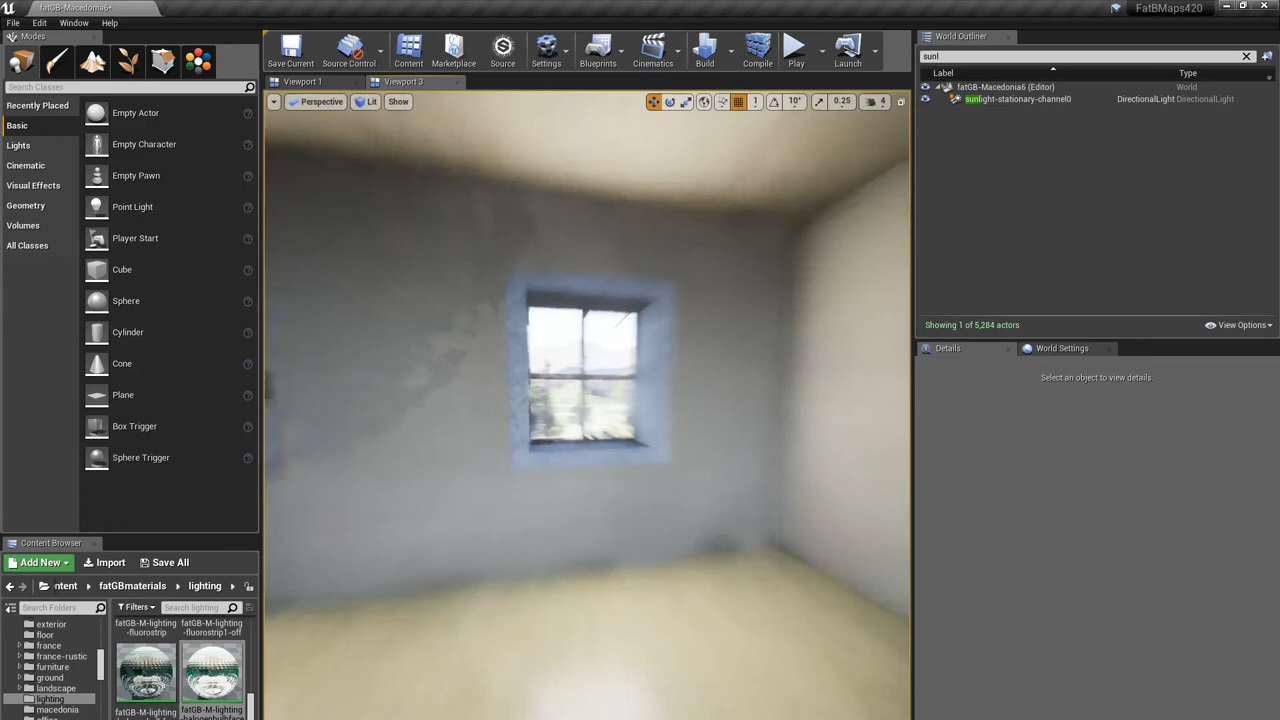 fatGB-Macedonia6*
FatBMaps420
File Edit Window Help
Modes
Search Classes
Recently Placed
Basic
Lights
Cinematic
Visual Effects
Geometry
Volumes
All Classes
Empty Actor
Empty Character
Empty Pawn
Point Light
Player Start
Cube
Sphere
Cylinder
Cone
Plane
Box Trigger
Sphere Trigger
Save Current
Source Control
Content
Marketplace
Source
Settings
Blueprints
Cinematics
Build
Compile
Play
Launch
Viewport 1
Viewport 3
Perspective Lit Show
10° 0.25 4
World Outliner
sunl
Label Type
fatGB-Macedonia6 (Editor) World
sunlight-stationary-channel0 DirectionalLight DirectionalLight
Showing 1 of 5,284 actors
View Options
Details
World Settings
Select an object to view details.
Content Browser
Add New Import Save All
ntent fatGBmaterials lighting
Search Folders
Filters
Search lighting
exterior
floor
france
france-rustic
furniture
ground
landscape
lighting
macedonia
fatGB-M-lighting
-fluorostrip
fatGB-M-lighting
-fluorostrip1-off
fatGB-M-lighting
fatGB-M-lighting